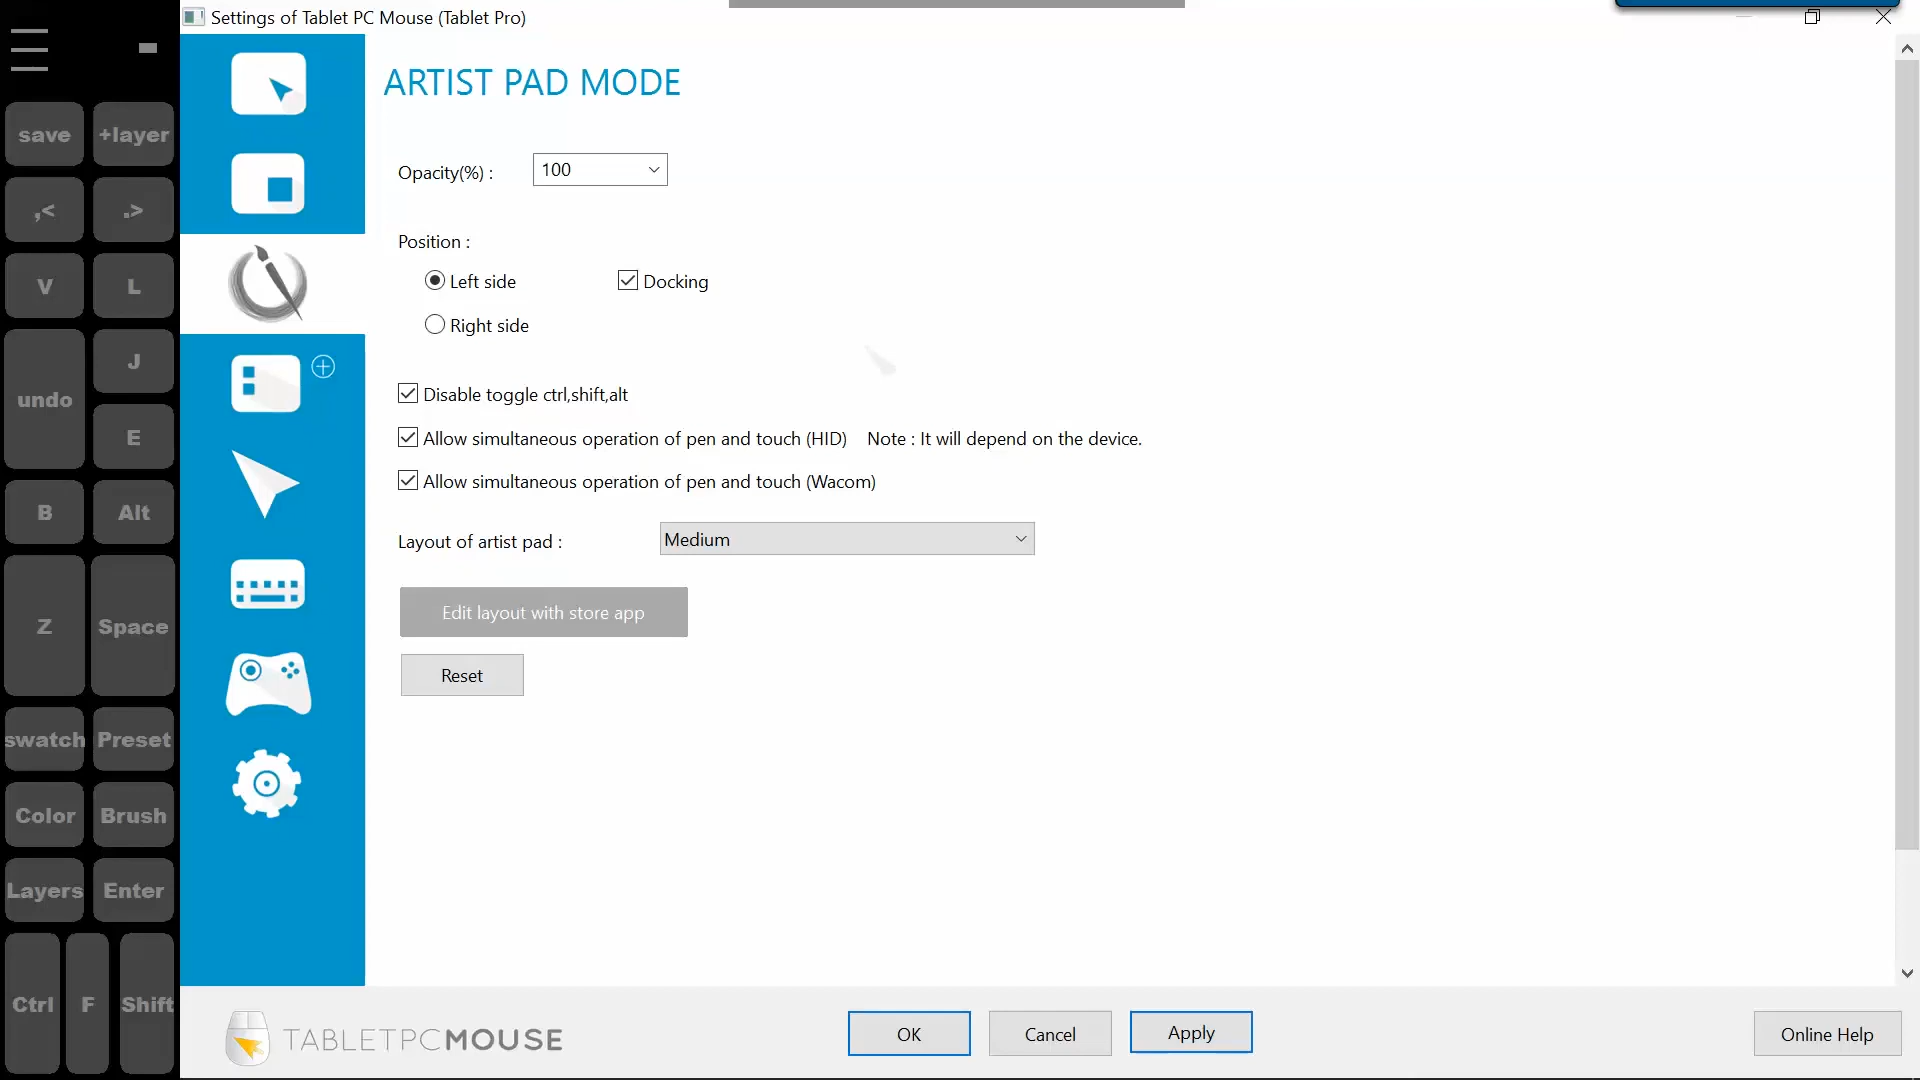 Settings of Tablet PC Mouse (Tablet Pro)
save
+layer
,<
.>
V
L
undo
J
E
B
Alt
Z
Space
swatch
Preset
Color
Brush
Layers
Enter
Ctrl
F
Shift
ARTIST PAD MODE
Opacity(%) :
100
Position :
Left side
Docking
Right side
Disable toggle ctrl,shift,alt
Allow simultaneous operation of pen and touch (HID)
Note : It will depend on the device.
Allow simultaneous operation of pen and touch (Wacom)
Layout of artist pad :
Medium
Edit layout with store app
Reset
TABLETPCMOUSE
OK
Cancel
Apply
Online Help